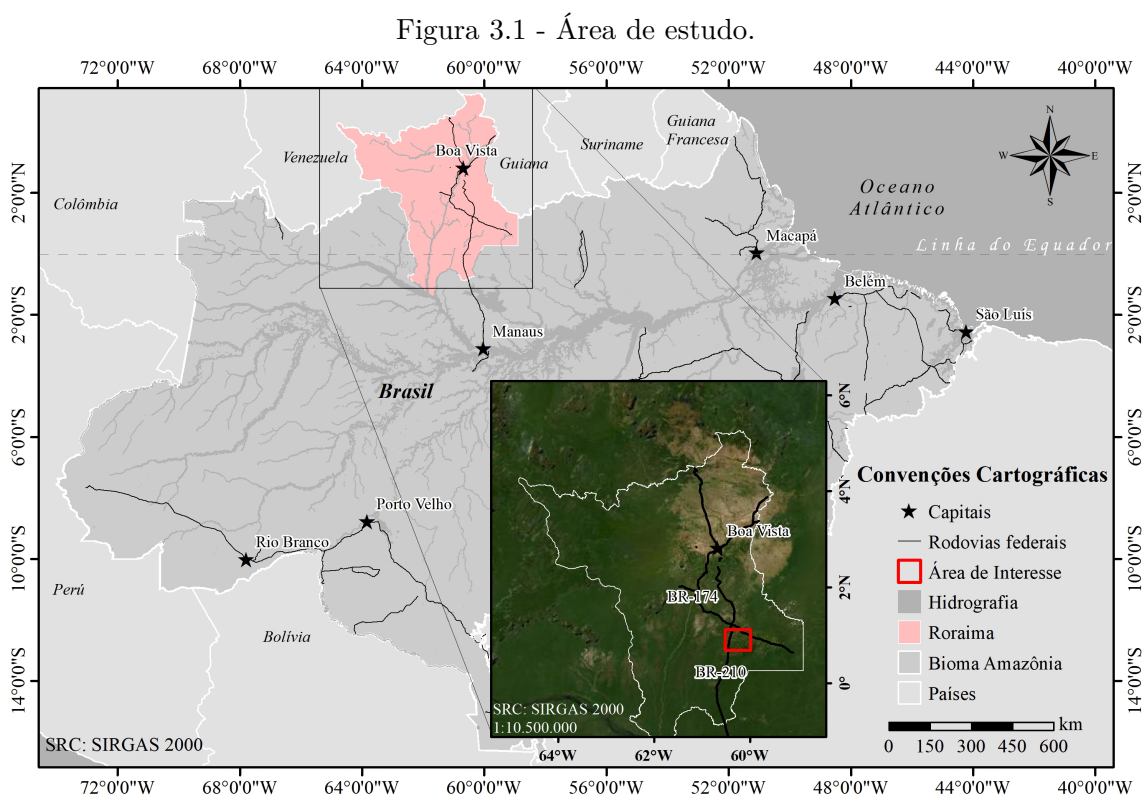 Figura 3.1 - Área de estudo.
72°0'0"W 68°0'0"W 64°0'0"W 60°0'0"W 56°0'0"W 52°0'0"W 48°0'0"W 44°0'0"W 40°0'0"W
2°0'0"N
2°0'0"S
6°0'0"S
10°0'0"S
14°0'0"S
Venezuela
Boa Vista
Guiana
Suriname
Guiana
Francesa
N
W E
S
Colômbia
Oceano
Atlântico
Macapá
Linha do Equador
Belém
São Luis
Manaus
Brasil
Porto Velho
Rio Branco
Perú
Bolívia
SRC: SIRGAS 2000
Boa Vista
BR-174
BR-210
SRC: SIRGAS 2000
1:10.500.000
6°N
4°N
2°N
0°
64°W 62°W 60°W
Convenções Cartográficas
Capitais
Rodovias federais
Área de Interesse
Hidrografia
Roraima
Bioma Amazônia
Países
km
0 150 300 450 600
2°0'0"N
2°0'0"S
6°0'0"S
10°0'0"S
14°0'0"S
72°0'0"W 68°0'0"W 64°0'0"W 60°0'0"W 56°0'0"W 52°0'0"W 48°0'0"W 44°0'0"W 40°0'0"W